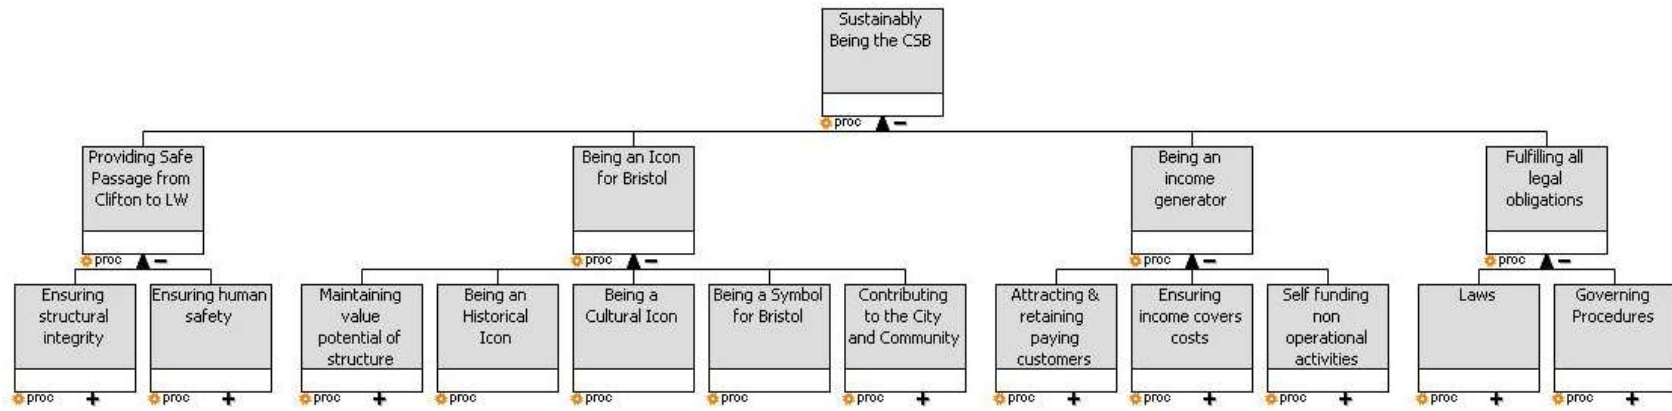 Sustainably
Being the CSB
proc
Providing Safe
Passage from
Clifton to LW
proc
Being an Icon
for Bristol
proc
Being an
income
generator
proc
Fulfilling all
legal
obligations
proc
Ensuring
structural
integrity
proc
Ensuring human
safety
proc
Maintaining
value
potential of
structure
proc
Being an
Historical
Icon
proc
Being a
Cultural Icon
proc
Being a Symbol
for Bristol
proc
Contributing
to the City
and Community
proc
Attracting &
retaining
paying
customers
proc
Ensuring
income covers
costs
proc
Self funding
non
operational
activities
proc
Laws
proc
Governing
Procedures
proc